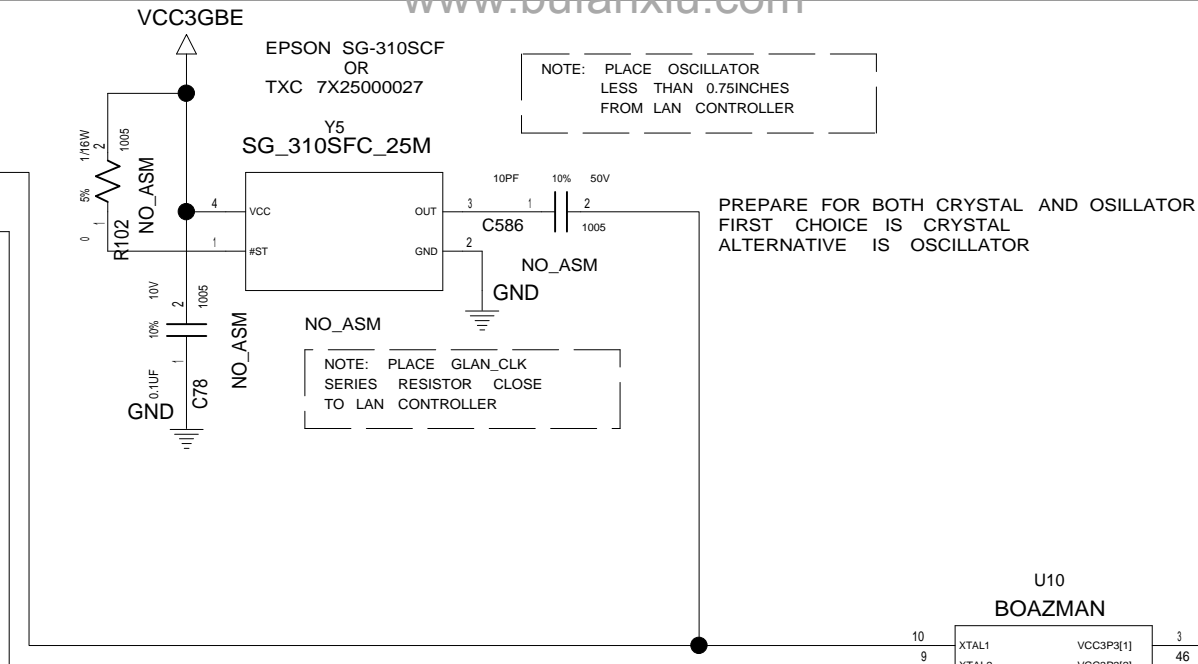 www.bufanxiu.com
VCC3GBE
EPSON SG-310SCF
OR
TXC 7X25000027
NOTE: PLACE OSCILLATOR
LESS THAN 0.75INCHES
FROM LAN CONTROLLER
Y5
SG_310SFC_25M
1/16W
2
1005
5%
NO_ASM
1
0
R102
4
VCC
1
#ST
OUT
3
GND
2
10PF
10%
50V
1
2
C586
1005
NO_ASM
GND
PREPARE FOR BOTH CRYSTAL AND OSILLATOR
FIRST CHOICE IS CRYSTAL
ALTERNATIVE IS OSCILLATOR
10V
2
1005
10%
NO_ASM
1
0.1UF
C78
GND
NO_ASM
NOTE: PLACE GLAN_CLK
SERIES RESISTOR CLOSE
TO LAN CONTROLLER
U10
BOAZMAN
10
XTAL1
VCC3P3[1]
3
9
46